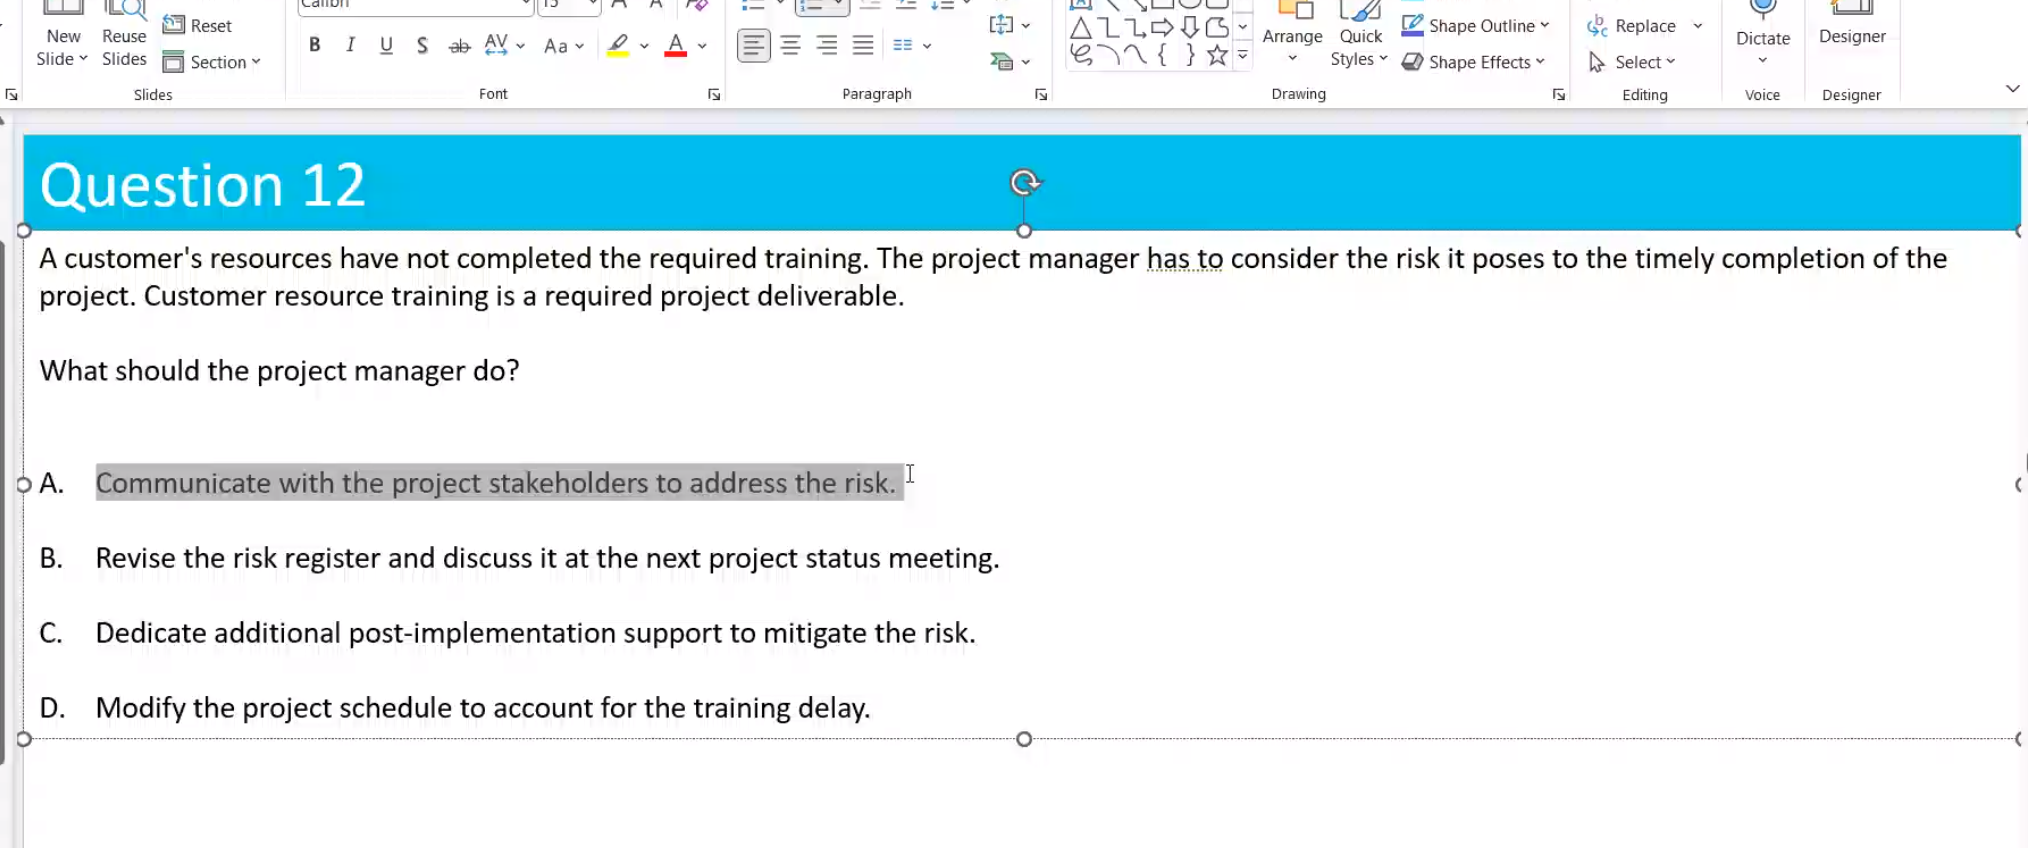 Calibri
New
Slide
Reuse
Slides
Reset
Section
Slides
B I U S ab AV Aa A
Font
Paragraph
Arrange
Quick
Styles
Shape Outline
Shape Effects
Drawing
Replace
Select
Editing
Dictate
Voice
Designer
Designer
Question 12
A customer's resources have not completed the required training. The project manager has to consider the risk it poses to the timely completion of the
project. Customer resource training is a required project deliverable.
What should the project manager do?
A. Communicate with the project stakeholders to address the risk.
B. Revise the risk register and discuss it at the next project status meeting.
C. Dedicate additional post-implementation support to mitigate the risk.
D. Modify the project schedule to account for the training delay.